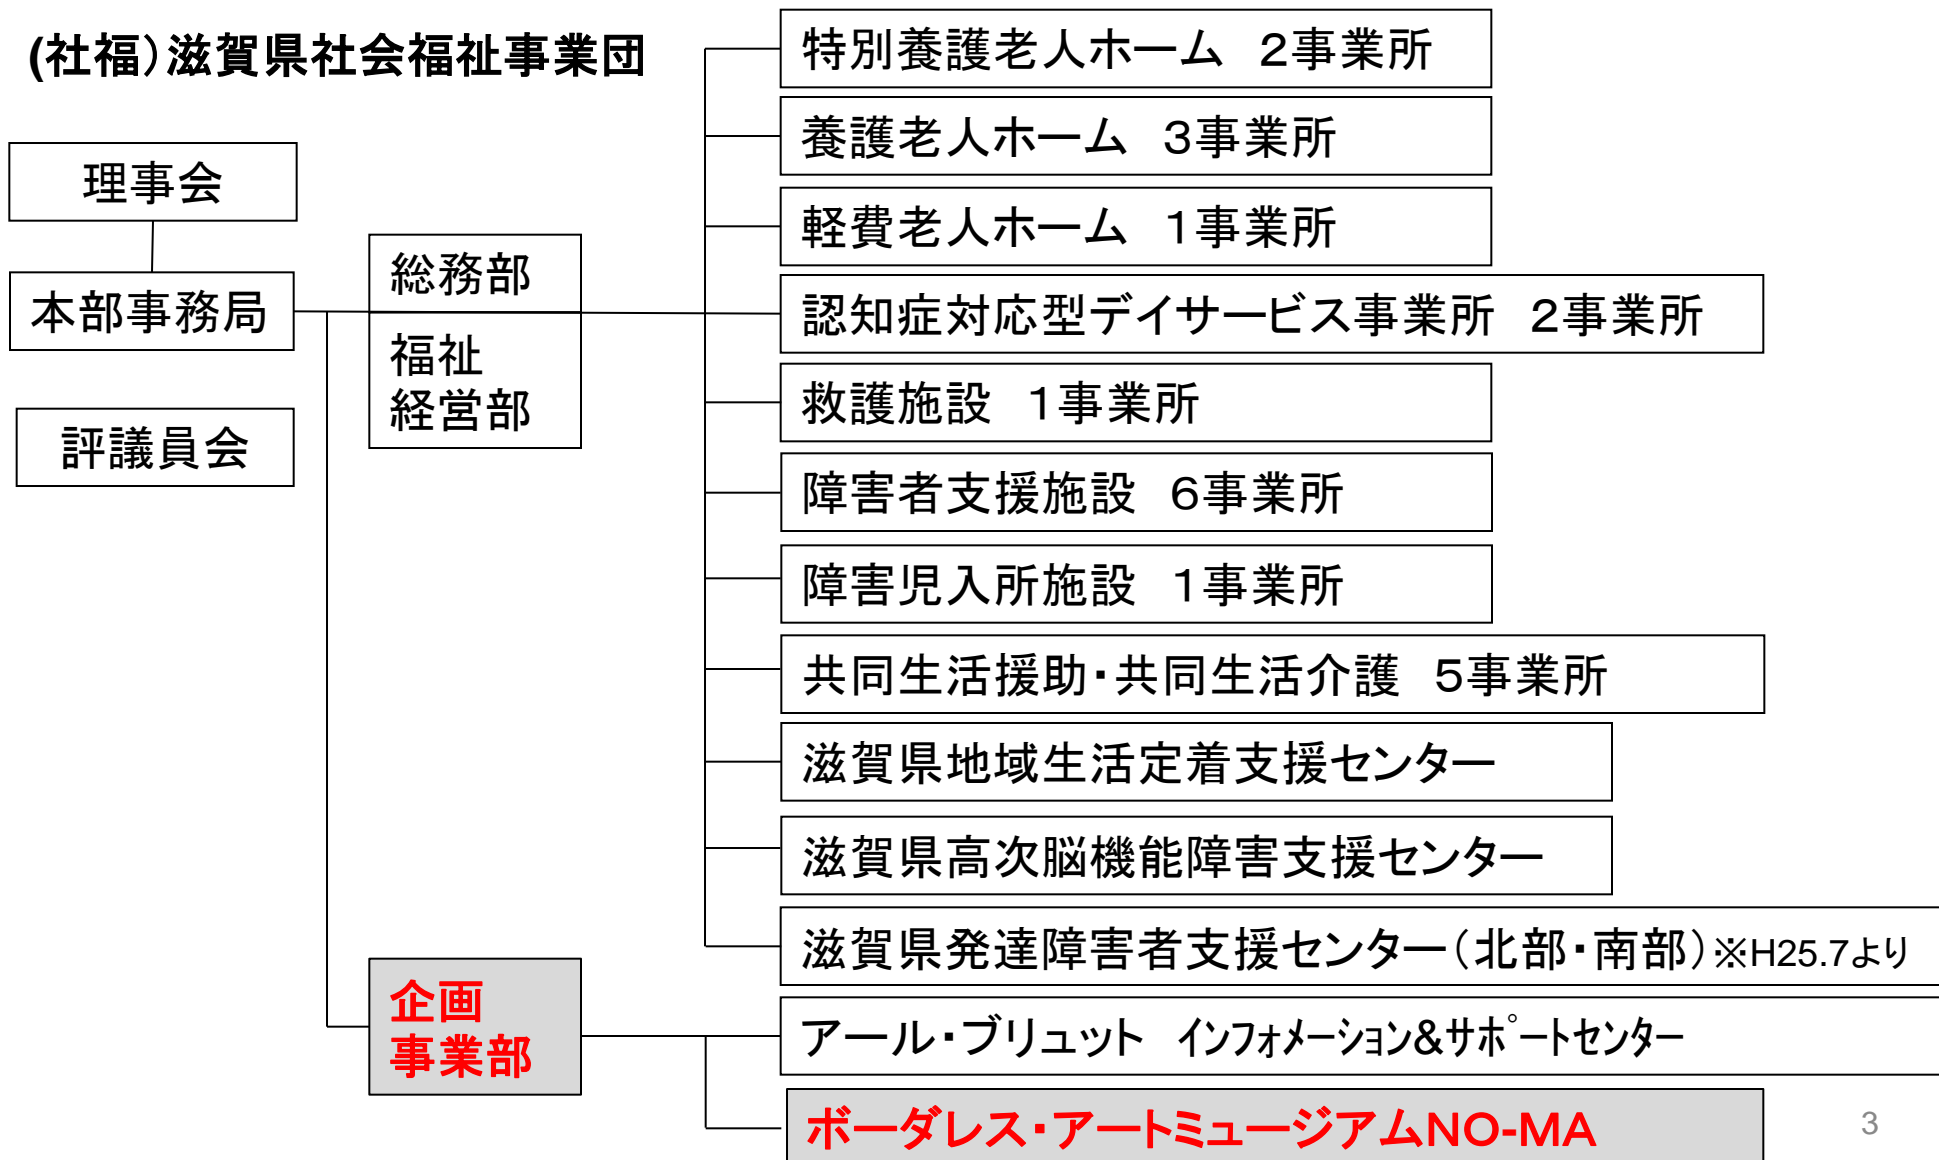 (社福）滋賀県社会福祉事業団
理事会
本部事務局
評議員会
総務部
福祉
経営部
企画
事業部
特別養護老人ホーム　２事業所
養護老人ホーム　３事業所
軽費老人ホーム　１事業所
認知症対応型デイサービス事業所　２事業所
救護施設　１事業所
障害者支援施設　６事業所
障害児入所施設　１事業所
共同生活援助・共同生活介護　５事業所
滋賀県地域生活定着支援センター
滋賀県高次脳機能障害支援センター
滋賀県発達障害者支援センター（北部・南部）※H25.7より
アール・ブリュット　インフォメーション&サポートセンター
ボーダレス・アートミュージアムNO-MA
3